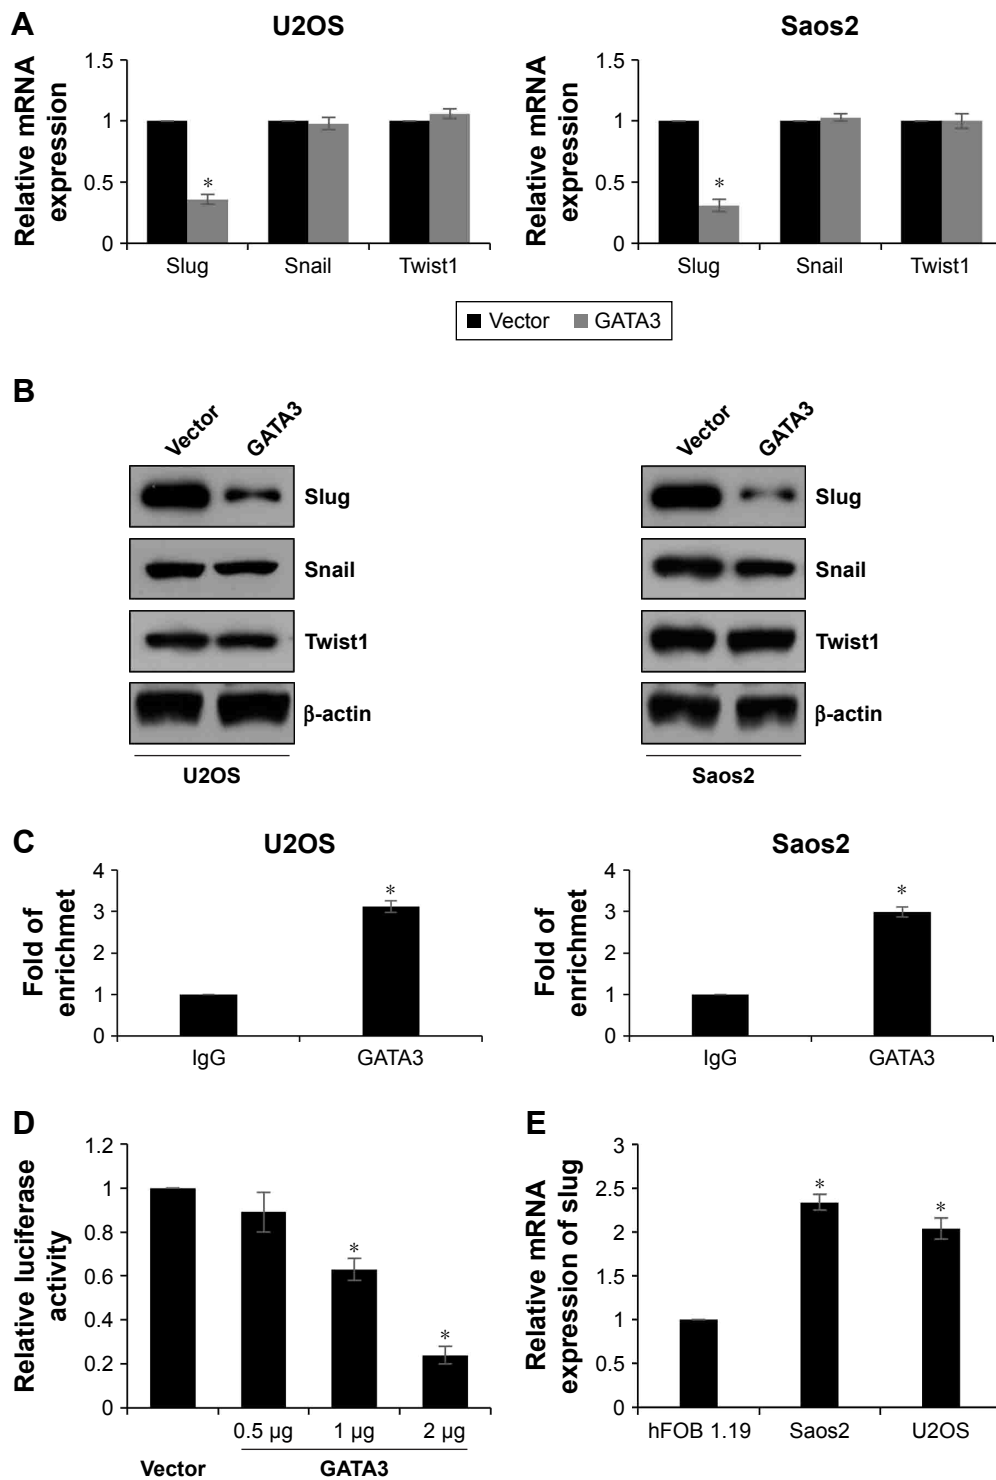 A
U2OS
Saos2
Relative mRNA
expression
1.5
1
0.5
0
*
Slug
Snail
Twist1
Relative mRNA
expression
1.5
1
0.5
0
*
Slug
Snail
Twist1
Vector
GATA3
B
Vector
GATA3
Slug
Snail
Twist1
β-actin
U2OS
Vector
GATA3
Slug
Snail
Twist1
β-actin
Saos2
C
U2OS
Fold of
enrichmet
4
3
2
1
0
*
IgG
GATA3
Saos2
Fold of
enrichmet
4
3
2
1
0
*
IgG
GATA3
D
Relative luciferase
activity
1.2
1
0.8
0.6
0.4
0.2
0
*
*
0.5 µg
1 µg
2 µg
Vector
GATA3
E
Relative mRNA
expression of slug
3
2.5
2
1.5
1
0.5
0
*
*
hFOB 1.19
Saos2
U2OS